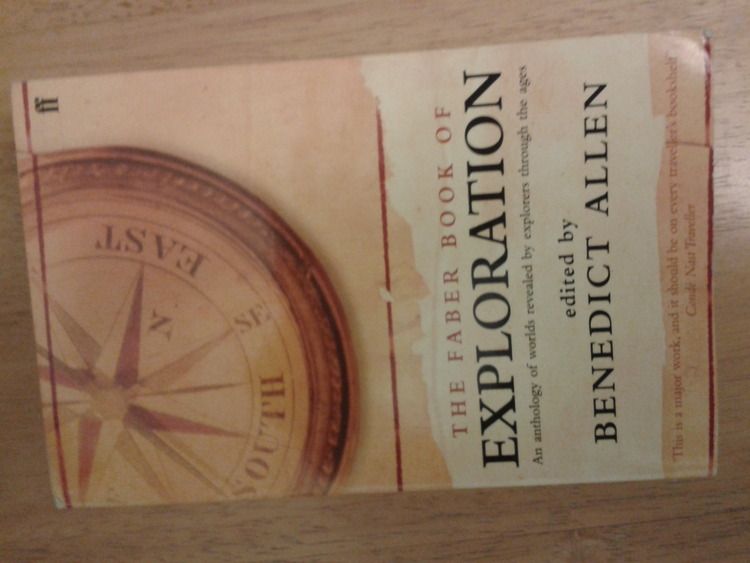 ff
EAST
N
SE
SOUTH
THE FABER BOOK OF
EXPLORATION
An anthology of worlds revealed by explorers through the ages
edited by
BENEDICT ALLEN
'This is a major work, and it should be on every traveller's bookshelf'
Condé Nast Traveller